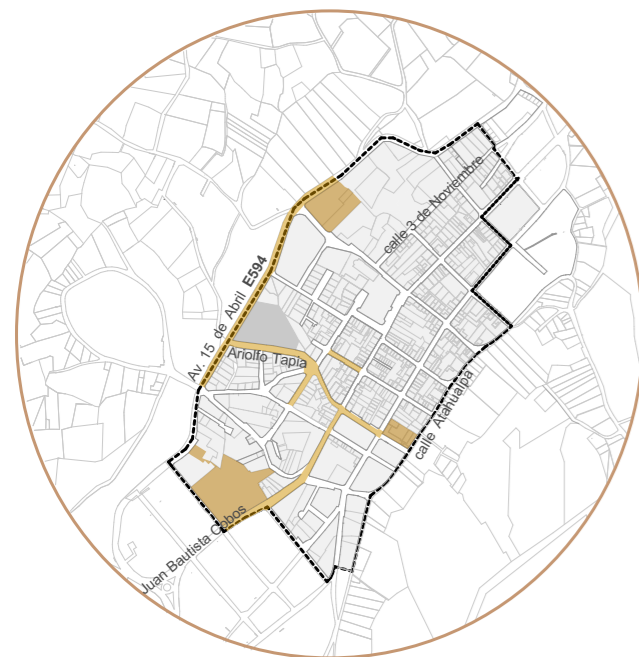 calle 3 de Noviembre
Av. 15 de Abril E594
Ariolfo Tapia
calle Atahualpa
Juan Bautista Cobos